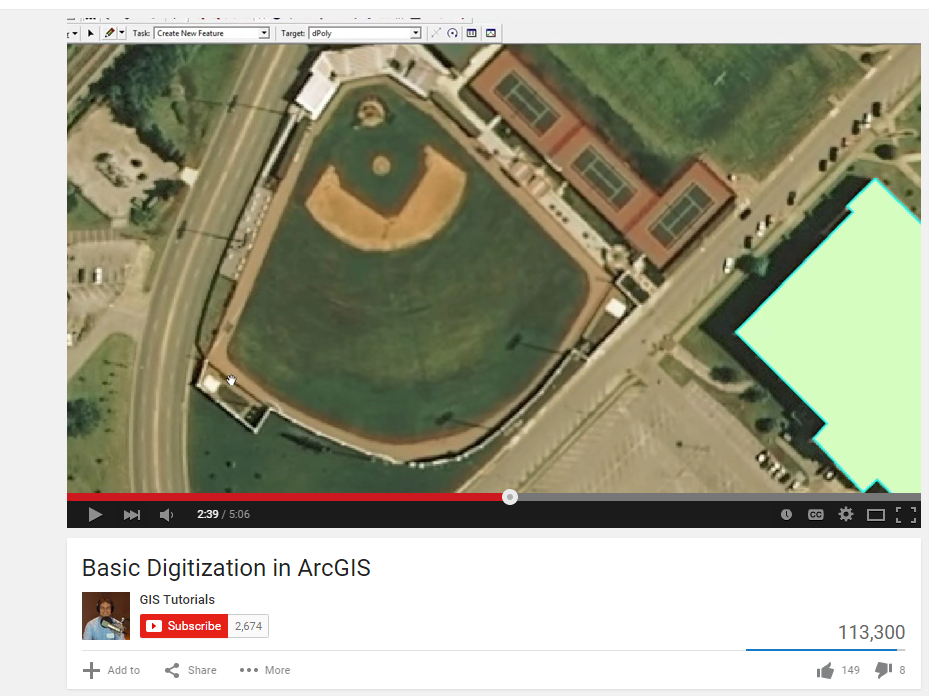 Task: Create New Feature Target: dPoly
2:39 / 5:06 CC
Basic Digitization in ArcGIS
GIS Tutorials
Subscribe 2,674
113,300
Add to Share More 149 8